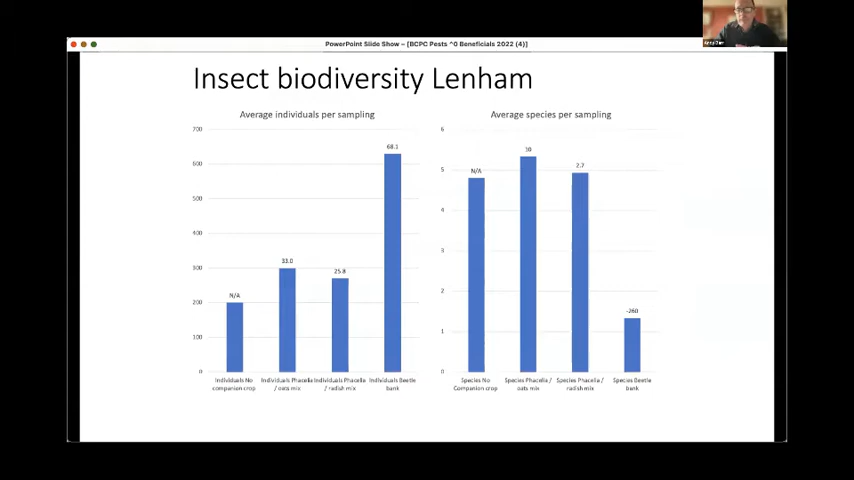 PowerPoint Slide Show – [BCPC Pests ^0 Beneficials 2022 (4)]
Insect biodiversity Lenham
Average individuals per sampling
700
600
500
400
300
200
100
0
N/A
33.0
25.8
68.1
Individuals No
companion crop
Individuals Phacelia
/ oats mix
Individuals Phacelia
/ radish mix
Individuals Beetle
bank
Average species per sampling
6
5
4
3
2
1
0
N/A
10
2.7
-260
Species No
Companion crop
Species Phacelia /
oats mix
Species Phacelia /
radish mix
Species Beetle
bank